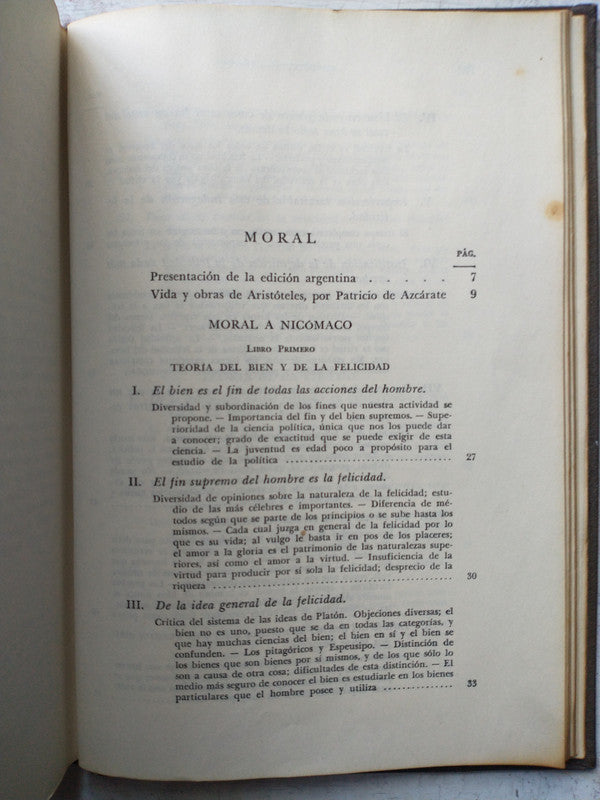 MORAL
PÁG.
Presentación de la edición argentina . . . . . 7
Vida y obras de Aristóteles, por Patricio de Azcárate 9
MORAL A NICÓMACO
Libro Primero
TEORÍA DEL BIEN Y DE LA FELICIDAD
I. El bien es el fin de todas las acciones del hombre.
Diversidad y subordinación de los fines que nuestra actividad se
propone. — Importancia del fin y del bien supremos. — Supe-
rioridad de la ciencia política, única que nos los puede dar
a conocer; grado de exactitud que se puede exigir de esta
ciencia. — La juventud es edad poco a propósito para el
estudio de la política ........................ 27
II. El fin supremo del hombre es la felicidad.
Diversidad de opiniones sobre la naturaleza de la felicidad; estu-
dio de las más célebres e importantes. — Diferencia de mé-
todos según que se parte de los principios o se sube hasta los
mismos. — Cada cual juzga en general de la felicidad por lo
que es su vida; al vulgo le basta ir en pos de los placeres;
el amor a la gloria es el patrimonio de las naturalezas supe-
riores, así como el amor a la virtud. — Insuficiencia de la
virtud para producir por sí sola la felicidad; desprecio de la
riqueza ........................ 30
III. De la idea general de la felicidad.
Crítica del sistema de las ideas de Platón. Objeciones diversas; el
bien no es uno, puesto que se da en todas las categorías, y
que hay muchas ciencias del bien; el bien en sí y el bien se
confunden. — Los pitagóricos y Espeusipo. — Distinción de
los bienes que son bienes por sí mismos, y de los que sólo lo
son a causa de otra cosa; dificultades de esta distinción. — El
medio más seguro de conocer el bien es estudiarle en los bienes
particulares que el hombre posee y utiliza ............ 33